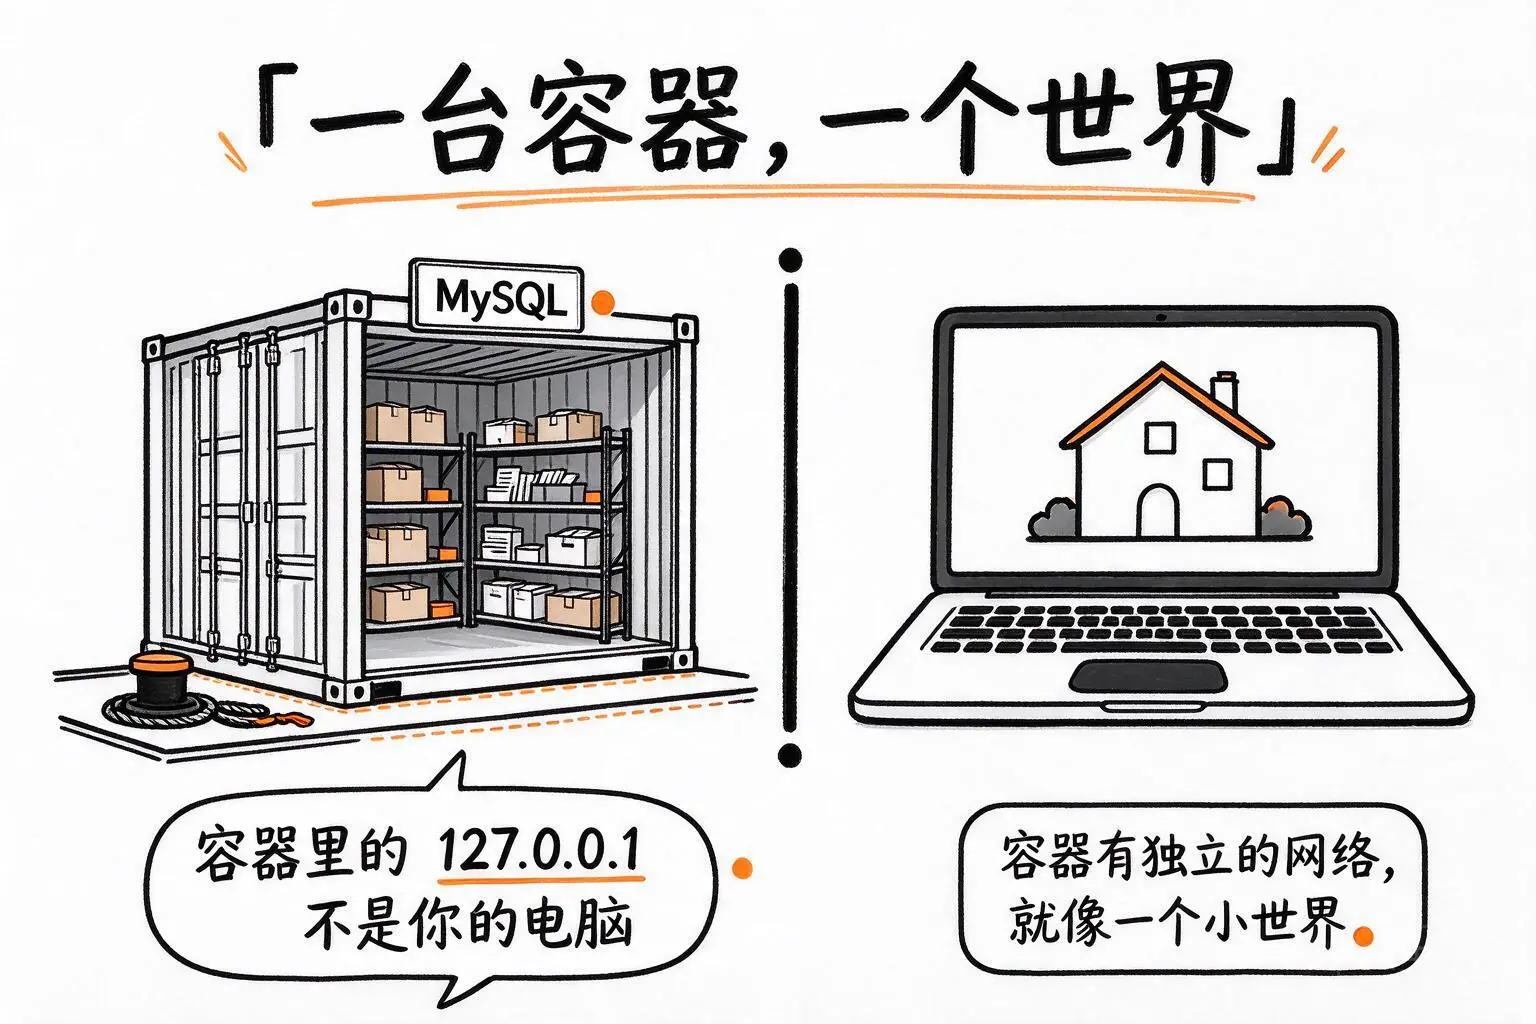 「一台容器,一个世界」
MySQL
容器里的 127.0.0.1
不是你的电脑
容器有独立的网络,
就像一个小世界